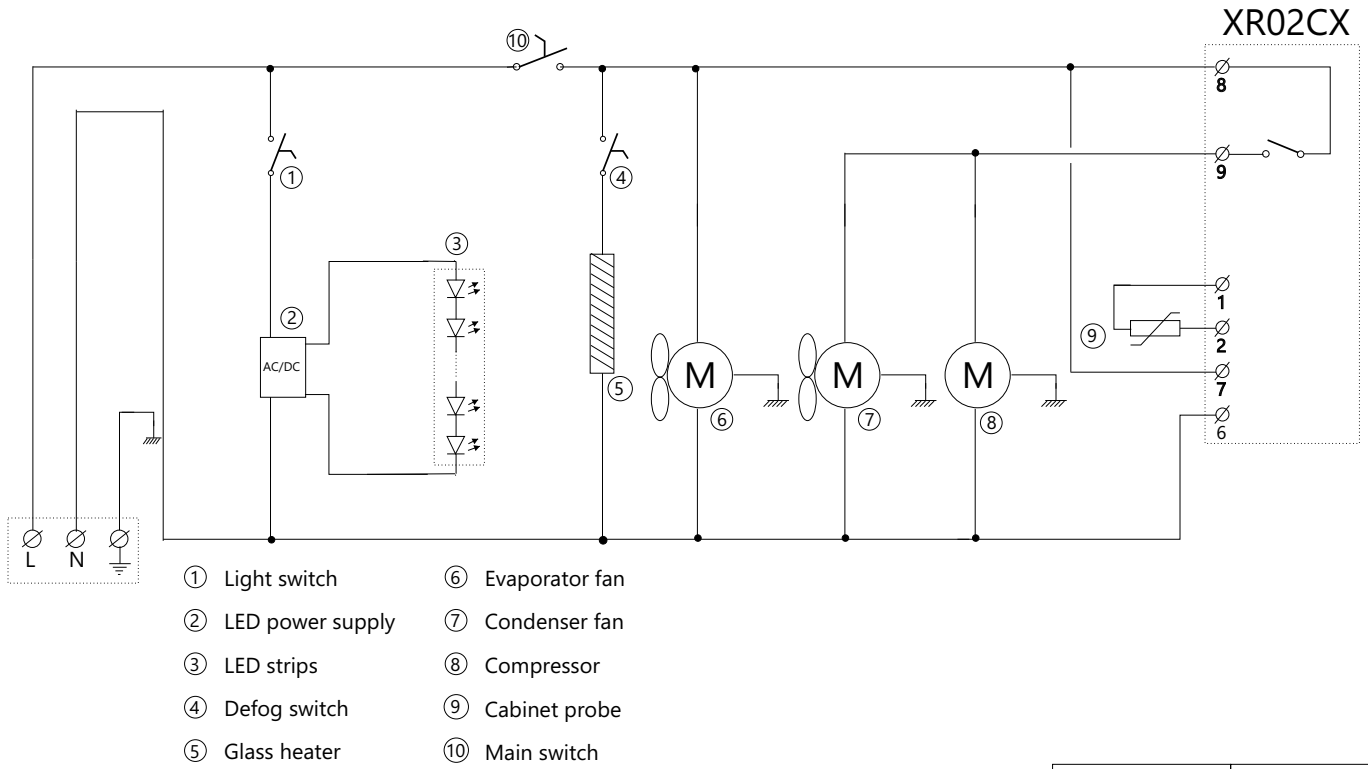 XR02CX
⑩
8
①
④
9
③
②
AC/DC
⑤
M
M
M
⑥
⑦
⑧
⑨
1
2
7
6
L N
① Light switch
② LED power supply
③ LED strips
④ Defog switch
⑤ Glass heater
⑥ Evaporator fan
⑦ Condenser fan
⑧ Compressor
⑨ Cabinet probe
⑩ Main switch